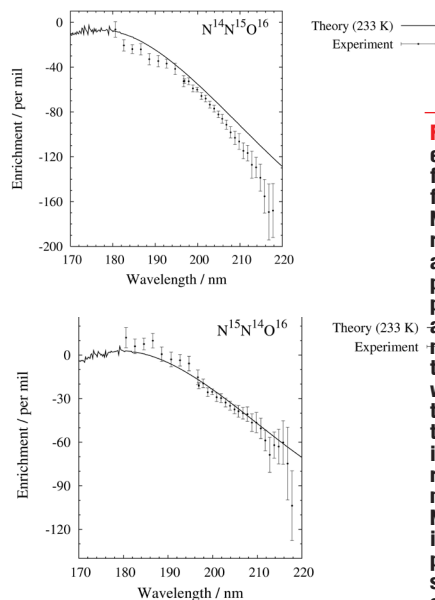 N14N15O16
Theory (233 K)
Experiment
0
-40
-80
-120
-160
-200
Enrichment / per mil
170 180 190 200 210 220
Wavelength / nm
N15N14O16
Theory (233 K)
Experiment
0
-30
-60
-90
-120
Enrichment / per mil
170 180 190 200 210 220
Wavelength / nm